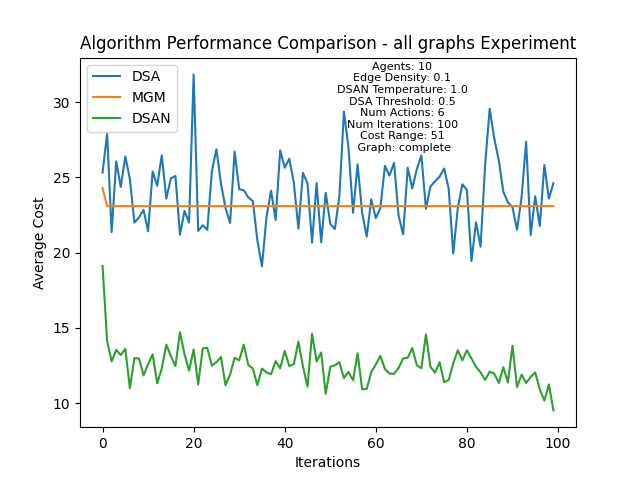 Algorithm Performance Comparison - all graphs Experiment
DSA
MGM
DSAN
Agents: 10
Edge Density: 0.1
DSAN Temperature: 1.0
DSA Threshold: 0.5
Num Actions: 6
Num Iterations: 100
Cost Range: 51
Graph: complete
Average Cost
30
25
20
15
10
0
20
40
60
80
100
Iterations